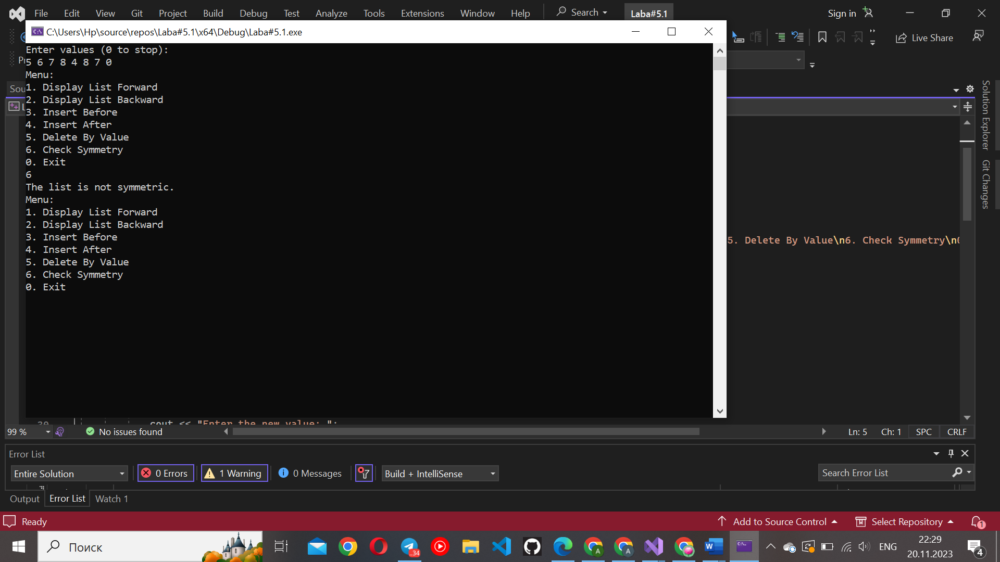 File Edit View Git Project Build Debug Test Analyze Tools Extensions Window Help Search Laba#5.1 Sign in
C:\Users\Hp\source\repos\Laba#5.1\x64\Debug\Laba#5.1.exe
Live Share
Enter values (0 to stop):
5 6 7 8 4 8 7 0
Menu:
1. Display List Forward
2. Display List Backward
3. Insert Before
4. Insert After
5. Delete By Value
6. Check Symmetry
0. Exit
6
The list is not symmetric.
Menu:
1. Display List Forward
2. Display List Backward
3. Insert Before
4. Insert After
5. Delete By Value
6. Check Symmetry
0. Exit
5. Delete By Value\n6. Check Symmetry\n0
Solution Explorer
Git Changes
30 cout << "Enter the new value: ";
99 % No issues found Ln: 5 Ch: 1 SPC CRLF
Error List
Entire Solution 0 Errors 1 Warning 0 Messages Build + IntelliSense Search Error List
Output Error List Watch 1
Ready Add to Source Control Select Repository 1
Поиск ..34 ENG 22:29
20.11.2023 4